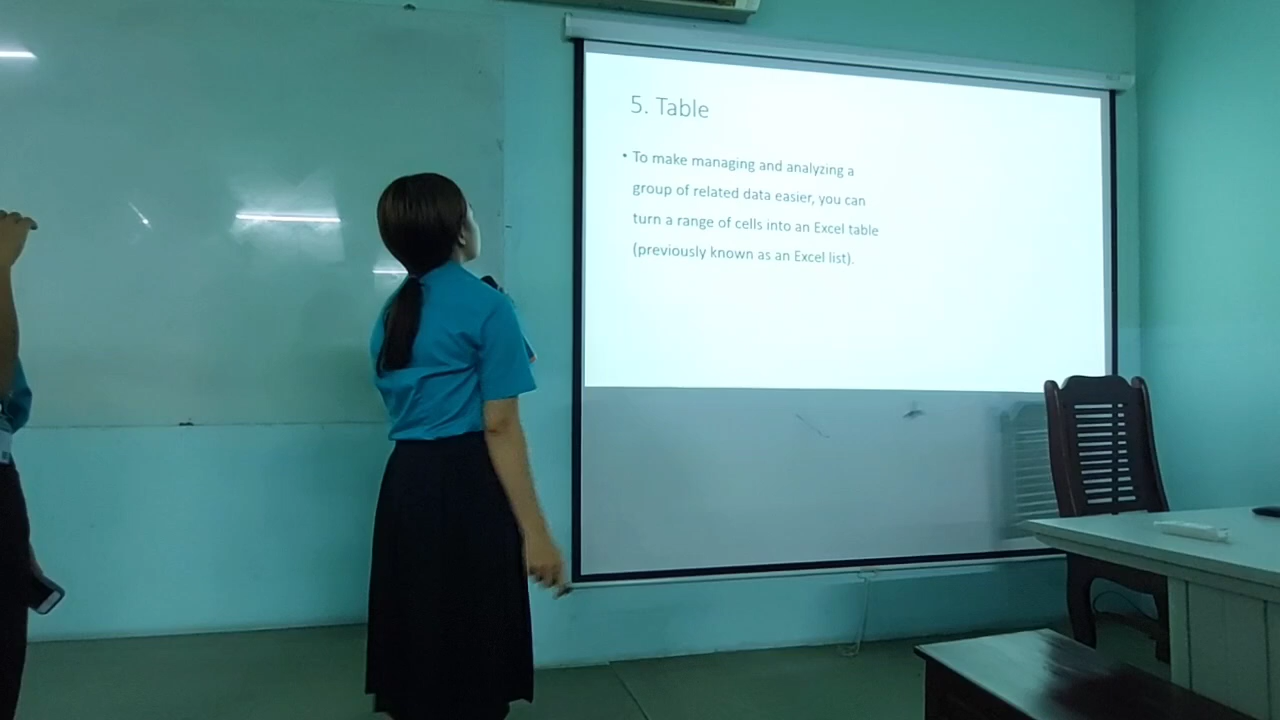 5. Table
• To make managing and analyzing a
group of related data easier, you can
turn a range of cells into an Excel table
(previously known as an Excel list).